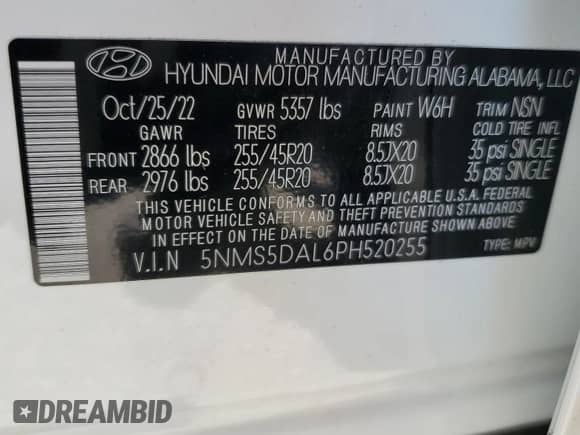 MANUFACTURED BY
HYUNDAI MOTOR MANUFACTURING ALABAMA, LLC
Oct/25/22 GVWR 5357 lbs PAINT W6H TRIM NSN
GAWR TIRES RIMS COLD TIRE INFL
FRONT 2866 lbs 255/45R20 8.5JX20 35 psi SINGLE
REAR 2976 lbs 255/45R20 8.5JX20 35 psi SINGLE
THIS VEHICLE CONFORMS TO ALL APPLICABLE U.S.A. FEDERAL
MOTOR VEHICLE SAFETY AND THEFT PREVENTION STANDARDS
IN EFFECT ON THE DATE OF MANUFACTURE SHOWN ABOVE.
V.I.N 5NMS5DAL6PH520255 TYPE: MPV
DREAMBID